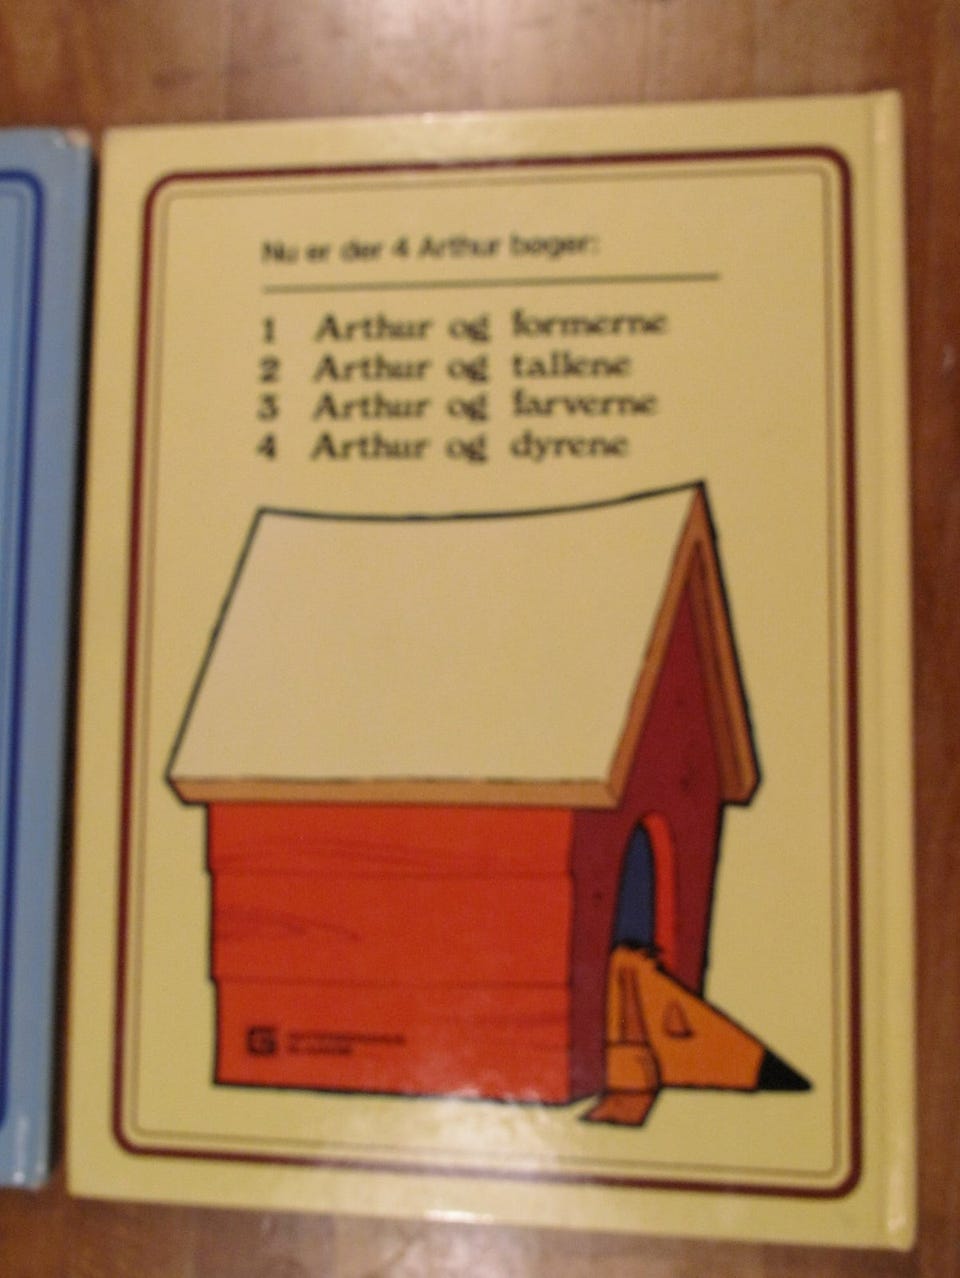 Nu er der 4 Arthur bøger:
1 Arthur og formerne
2 Arthur og tallene
3 Arthur og farverne
4 Arthur og dyrene